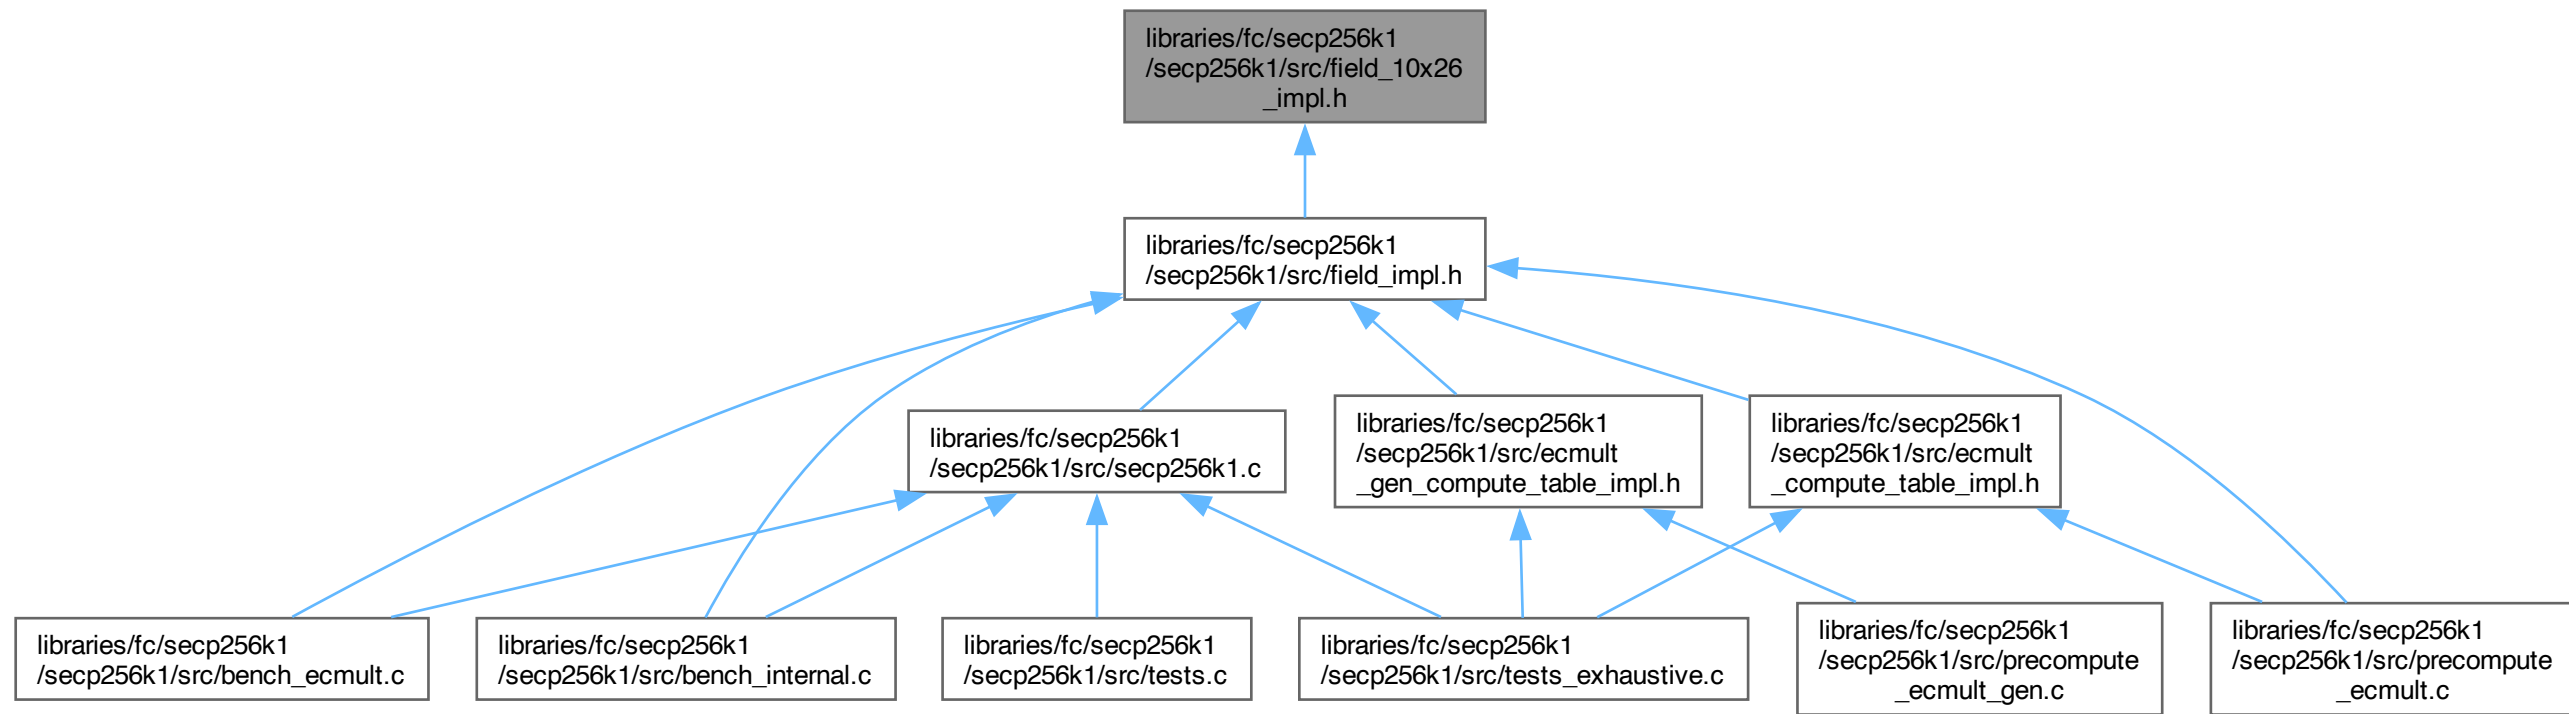 libraries/fc/secp256k1
/secp256k1/src/field_10x26
_impl.h
libraries/fc/secp256k1
/secp256k1/src/field_impl.h
libraries/fc/secp256k1
/secp256k1/src/secp256k1.c
libraries/fc/secp256k1
/secp256k1/src/ecmult
_gen_compute_table_impl.h
libraries/fc/secp256k1
/secp256k1/src/ecmult
_compute_table_impl.h
libraries/fc/secp256k1
/secp256k1/src/bench_ecmult.c
libraries/fc/secp256k1
/secp256k1/src/bench_internal.c
libraries/fc/secp256k1
/secp256k1/src/tests.c
libraries/fc/secp256k1
/secp256k1/src/tests_exhaustive.c
libraries/fc/secp256k1
/secp256k1/src/precompute
_ecmult_gen.c
libraries/fc/secp256k1
/secp256k1/src/precompute
_ecmult.c